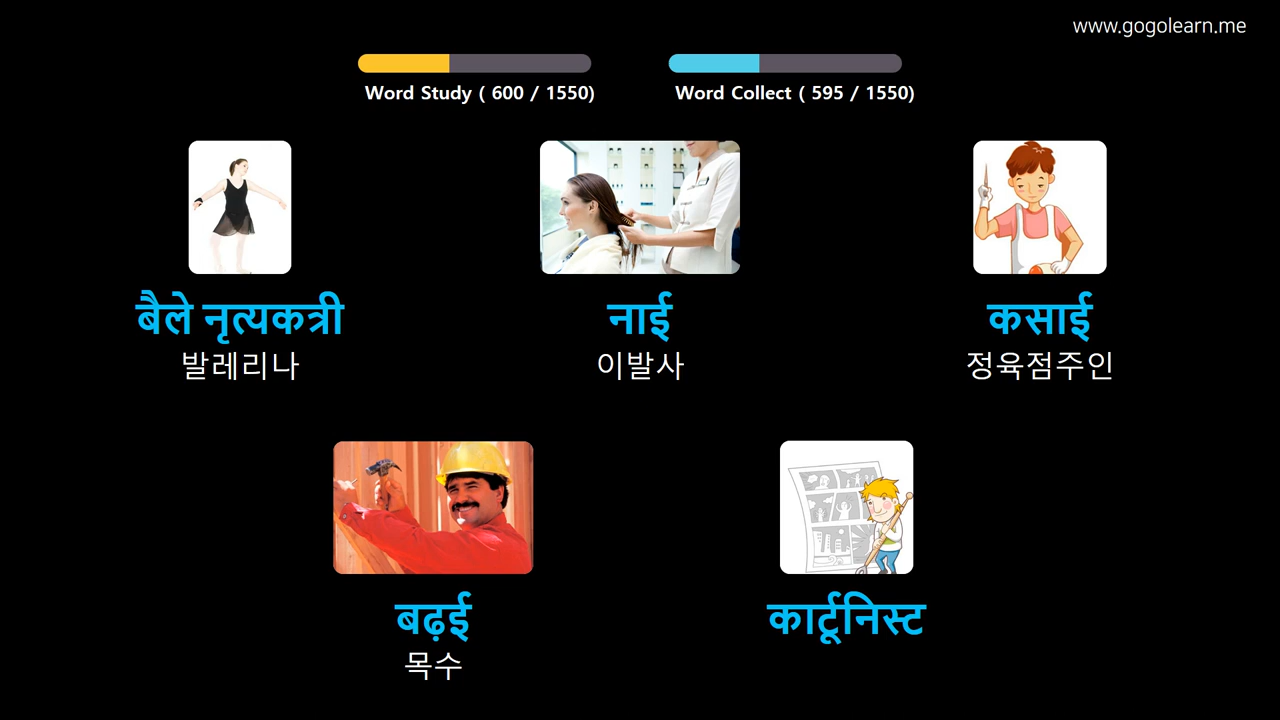 www.gogolearn.me
Word Study ( 600 / 1550)
Word Collect ( 595 / 1550)
बैले नृत्यकत्री
발레리나
नाई
이발사
कसाई
정육점주인
बढ़ई
목수
कार्टूनिस्ट